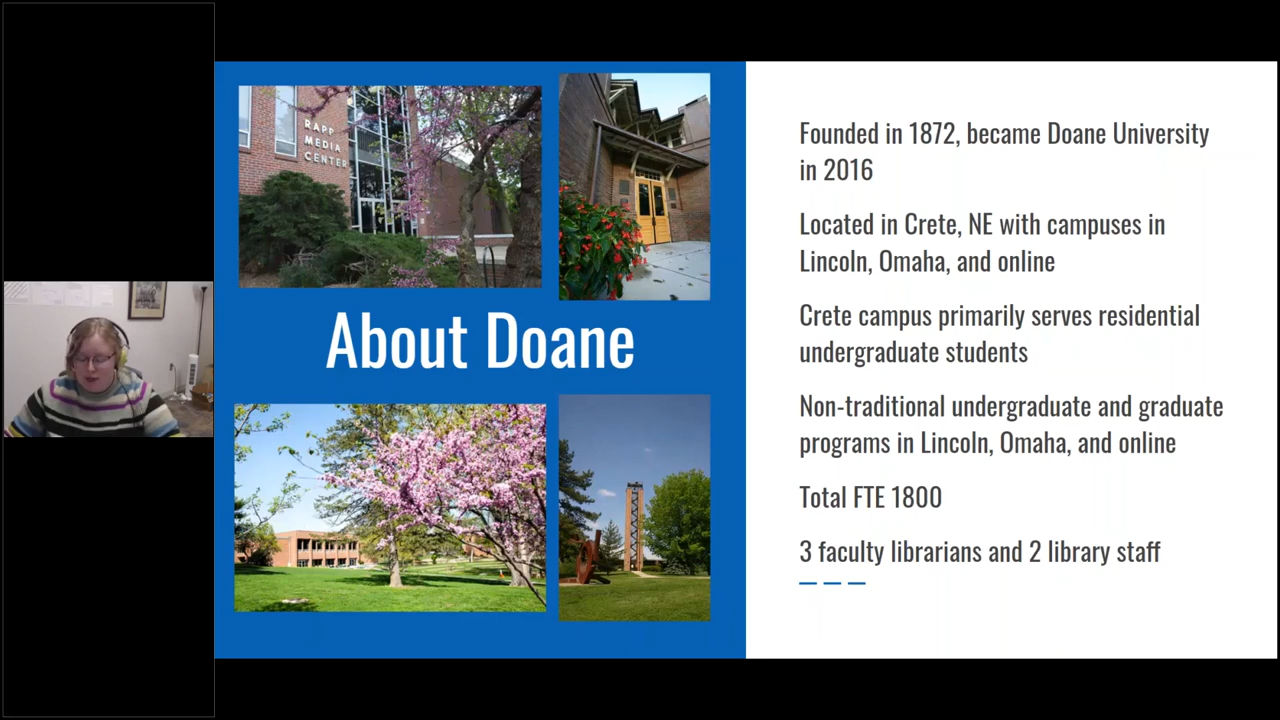 RAPP
MEDIA
CENTER
About Doane
Founded in 1872, became Doane University
in 2016
Located in Crete, NE with campuses in
Lincoln, Omaha, and online
Crete campus primarily serves residential
undergraduate students
Non-traditional undergraduate and graduate
programs in Lincoln, Omaha, and online
Total FTE 1800
3 faculty librarians and 2 library staff